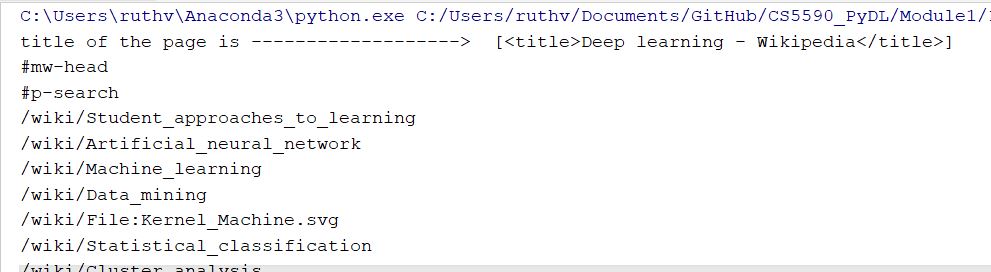 C:\Users\ruthv\Anaconda3\python.exe C:/Users/ruthv/Documents/GitHub/CS5590_PyDL/Module1/
title of the page is -------------------> [<title>Deep learning - Wikipedia</title>]
#mw-head
#p-search
/wiki/Student_approaches_to_learning
/wiki/Artificial_neural_network
/wiki/Machine_learning
/wiki/Data_mining
/wiki/File:Kernel_Machine.svg
/wiki/Statistical_classification
/wiki/Cluster_analysis